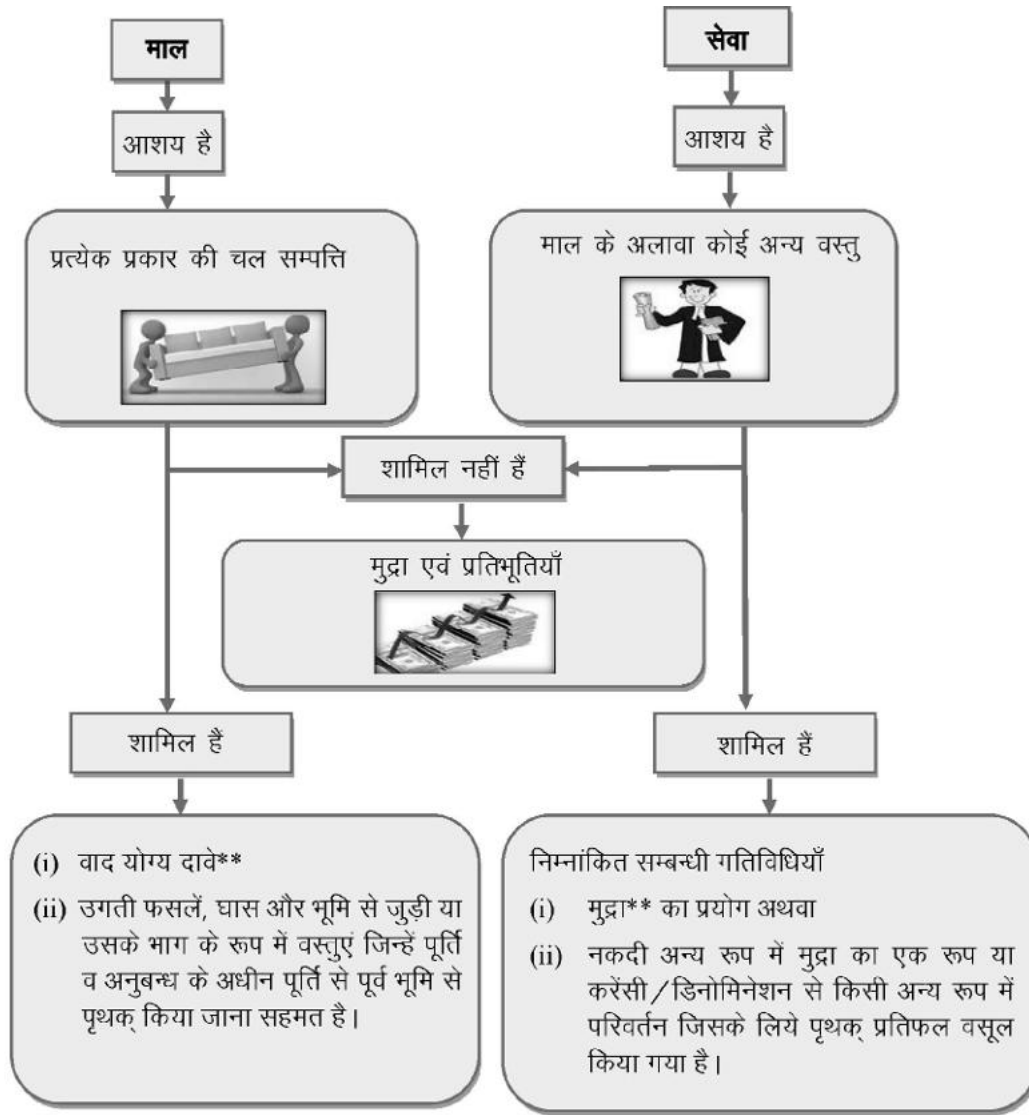 माल
सेवा
आशय है
आशय है
प्रत्येक प्रकार की चल सम्पत्ति
माल के अलावा कोई अन्य वस्तु
शामिल नहीं हैं
मुद्रा एवं प्रतिभूतियाँ
शामिल हैं
शामिल हैं
(i) वाद योग्य दावे**
(ii) उगती फसलें, घास और भूमि से जुड़ी या
उसके भाग के रूप में वस्तुएं जिन्हें पूर्ति
व अनुबन्ध के अधीन पूर्ति से पूर्व भूमि से
पृथक् किया जाना सहमत है।
निम्नांकित सम्बन्धी गतिविधियाँ
(i) मुद्रा** का प्रयोग अथवा
(ii) नकदी अन्य रूप में मुद्रा का एक रूप या
करेंसी/डिनोमिनेशन से किसी अन्य रूप में
परिवर्तन जिसके लिये पृथक् प्रतिफल वसूल
किया गया है।